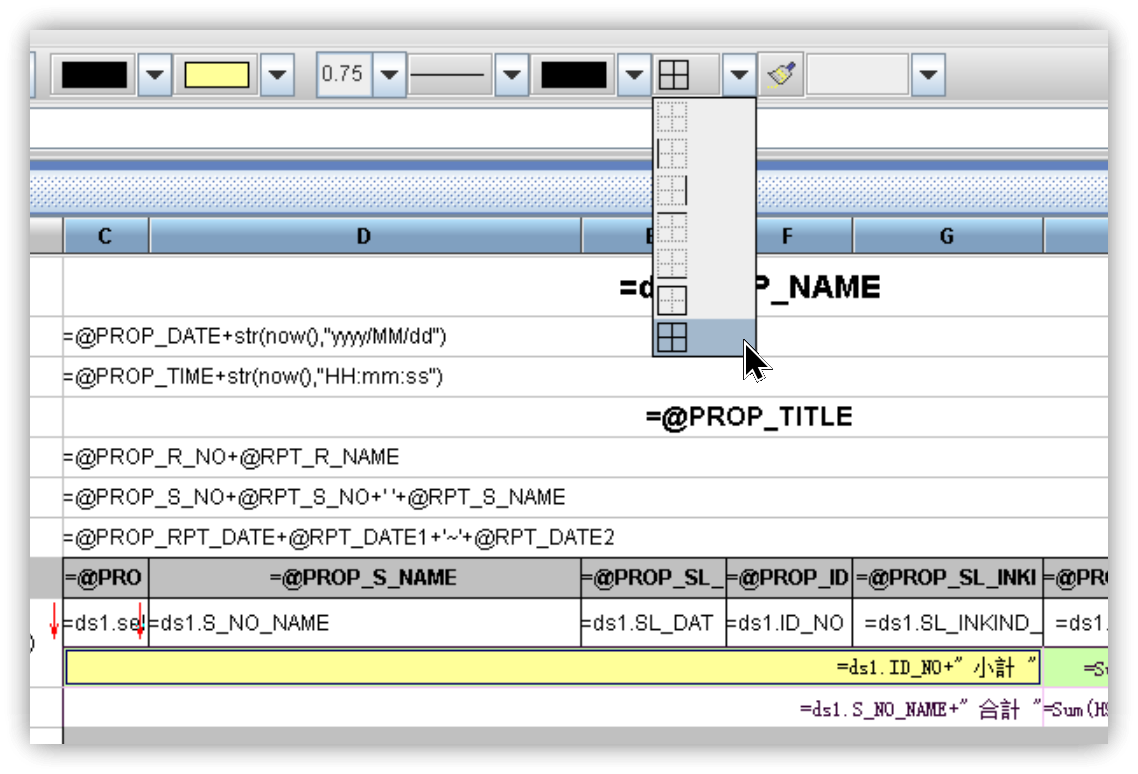 0.75
C D E F G
=@PROP_NAME
=@PROP_DATE+str(now(),"yyyy/MM/dd")
=@PROP_TIME+str(now(),"HH:mm:ss")
=@PROP_TITLE
=@PROP_R_NO+@RPT_R_NAME
=@PROP_S_NO+@RPT_S_NO+' '+@RPT_S_NAME
=@PROP_RPT_DATE+@RPT_DATE1+'~'+@RPT_DATE2
=@PRO =@PROP_S_NAME =@PROP_SL_ =@PROP_ID =@PROP_SL_INKI =@PR
=ds1.se =ds1.S_NO_NAME =ds1.SL_DAT =ds1.ID_NO =ds1.SL_INKIND_ =ds1.
=ds1.ID_NO+" 小計 " =Su
=ds1.S_NO_NAME+" 合計 " =Sum(H